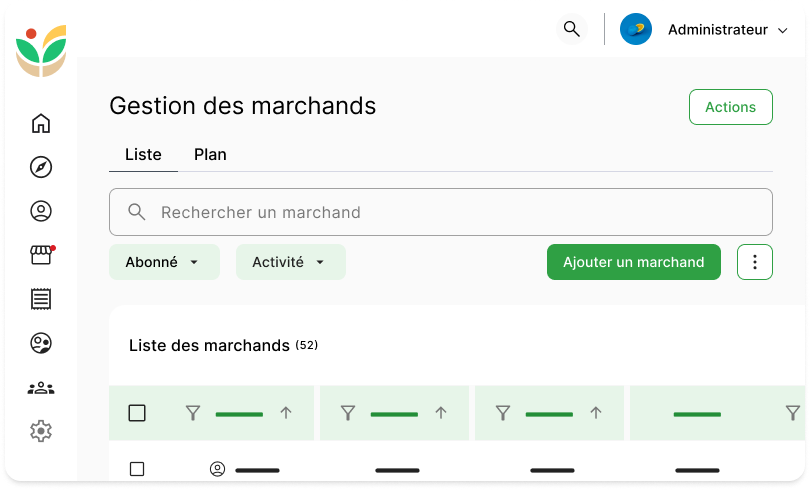 Administrateur
Gestion des marchands
Actions
Liste
Plan
Rechercher un marchand
Abonné
Activité
Ajouter un marchand
Liste des marchands (52)